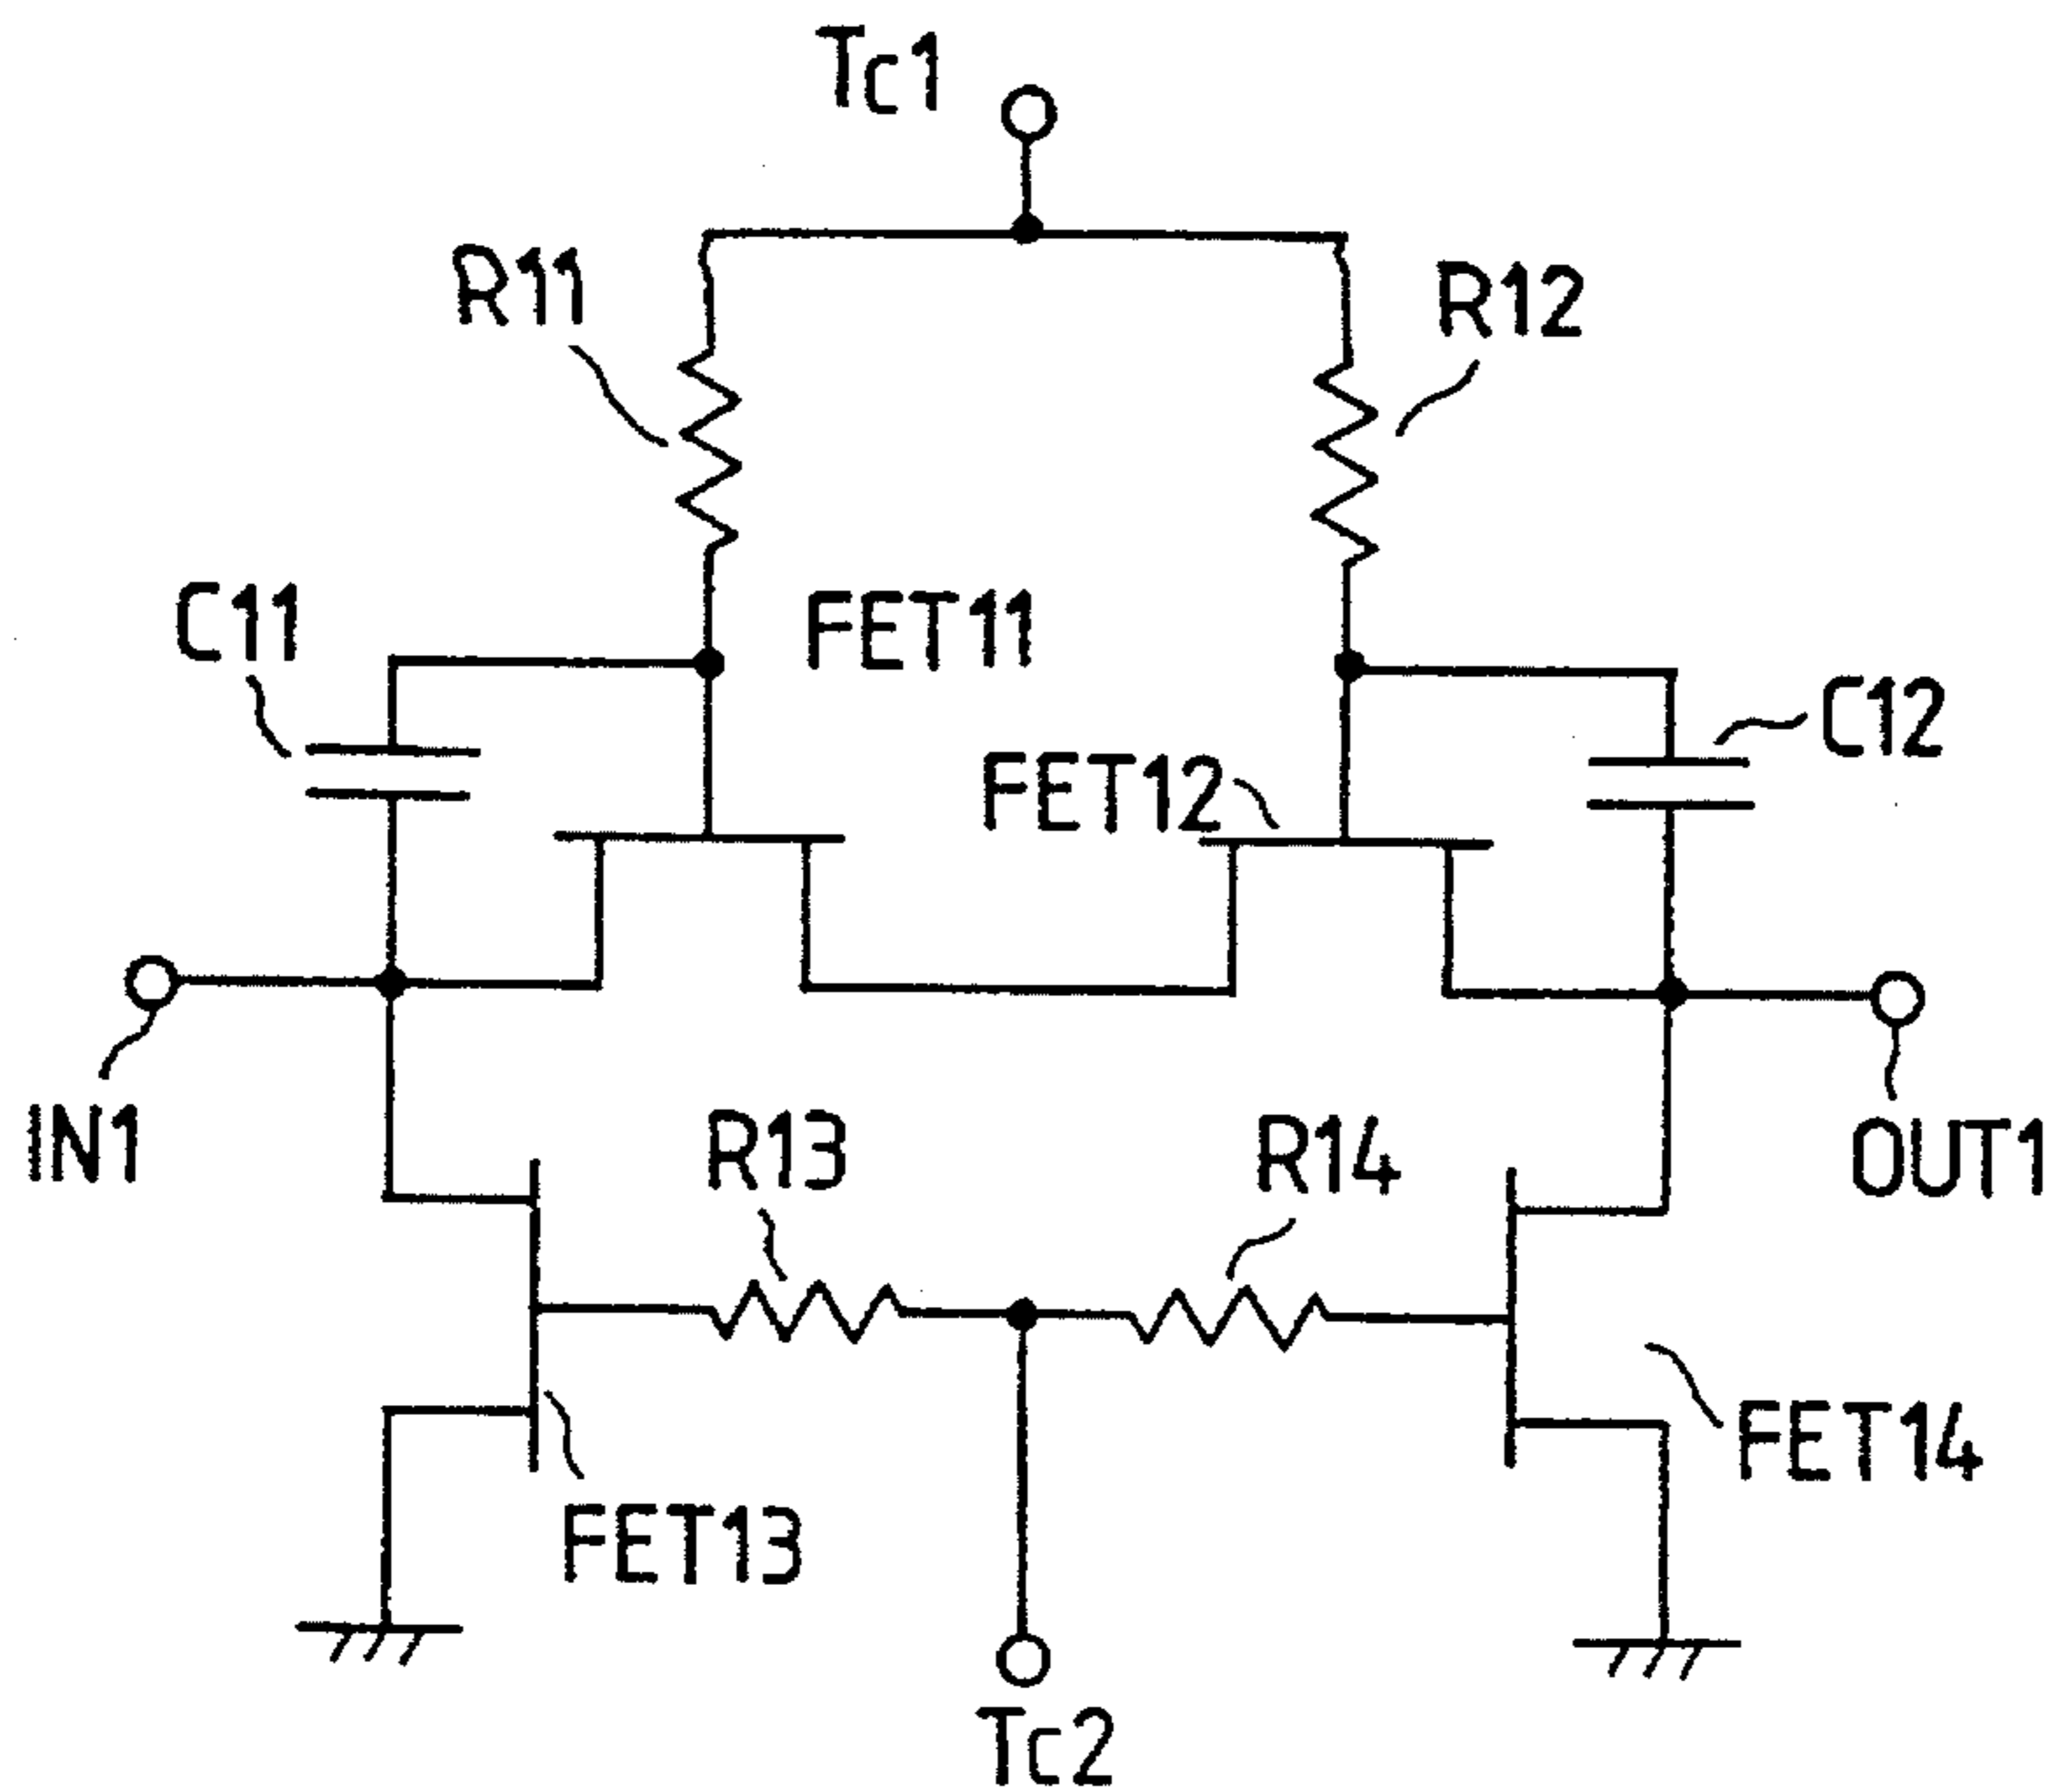 Tc1
R11
R12
C11
FET11
C12
FET12
IN1
R13
R14
OUT1
FET14
FET13
Tc2